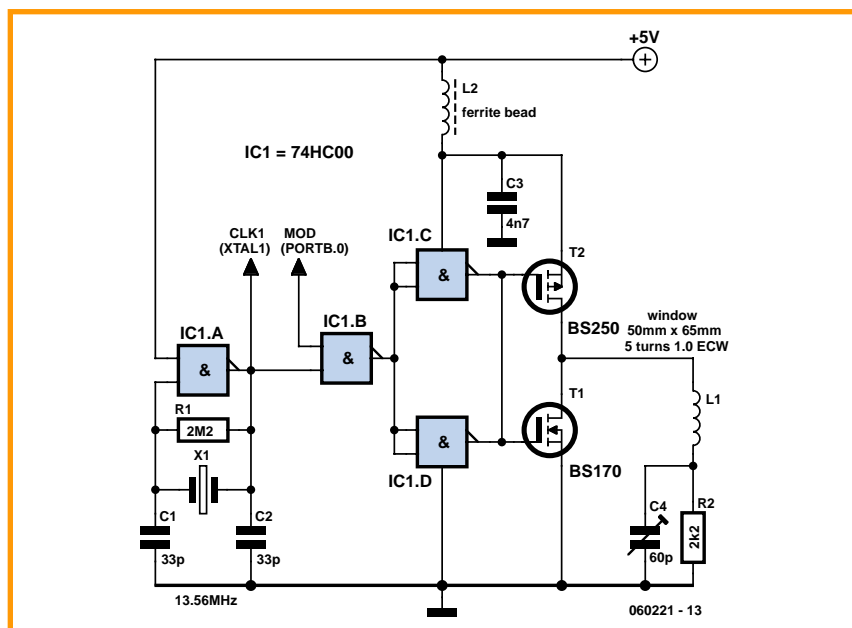 +5V
L2
ferrite bead
IC1 = 74HC00
C3
4n7
CLK1
(XTAL1)
MOD
(PORTB.0)
IC1.C
&
T2
BS250
IC1.A
&
IC1.B
&
window
50mm x 65mm
5 turns 1.0 ECW
R1
2M2
X1
&
IC1.D
T1
BS170
L1
C1
33p
C2
33p
C4
60p
R2
2k2
13.56MHz
060221 - 13